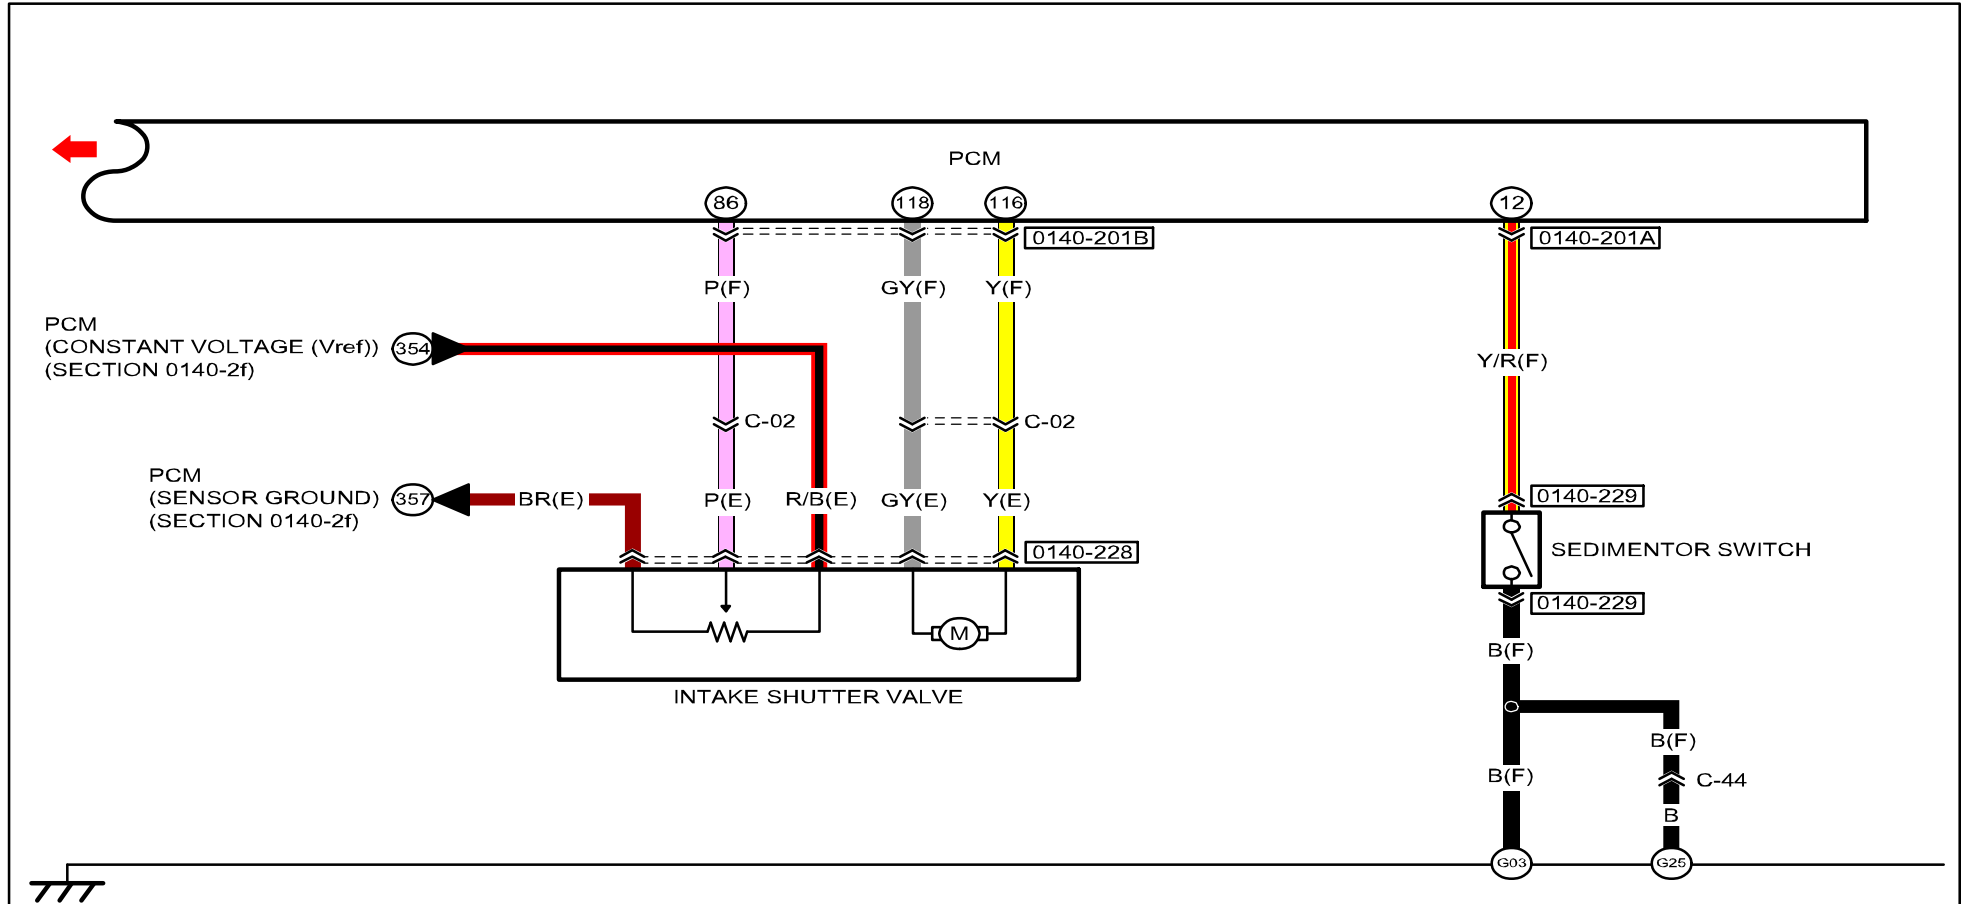 PCM
86
118
116
12
0140-201B
0140-201A
P(F)
GY(F)
Y(F)
PCM
(CONSTANT VOLTAGE (Vref))
(SECTION 0140-2f)
354
Y/R(F)
C-02
C-02
PCM
(SENSOR GROUND)
(SECTION 0140-2f)
357
BR(E)
P(E)
R/B(E)
GY(E)
Y(E)
0140-229
0140-228
SEDIMENTOR SWITCH
0140-229
M
B(F)
INTAKE SHUTTER VALVE
B(F)
B(F)
C-44
B
G03
G25